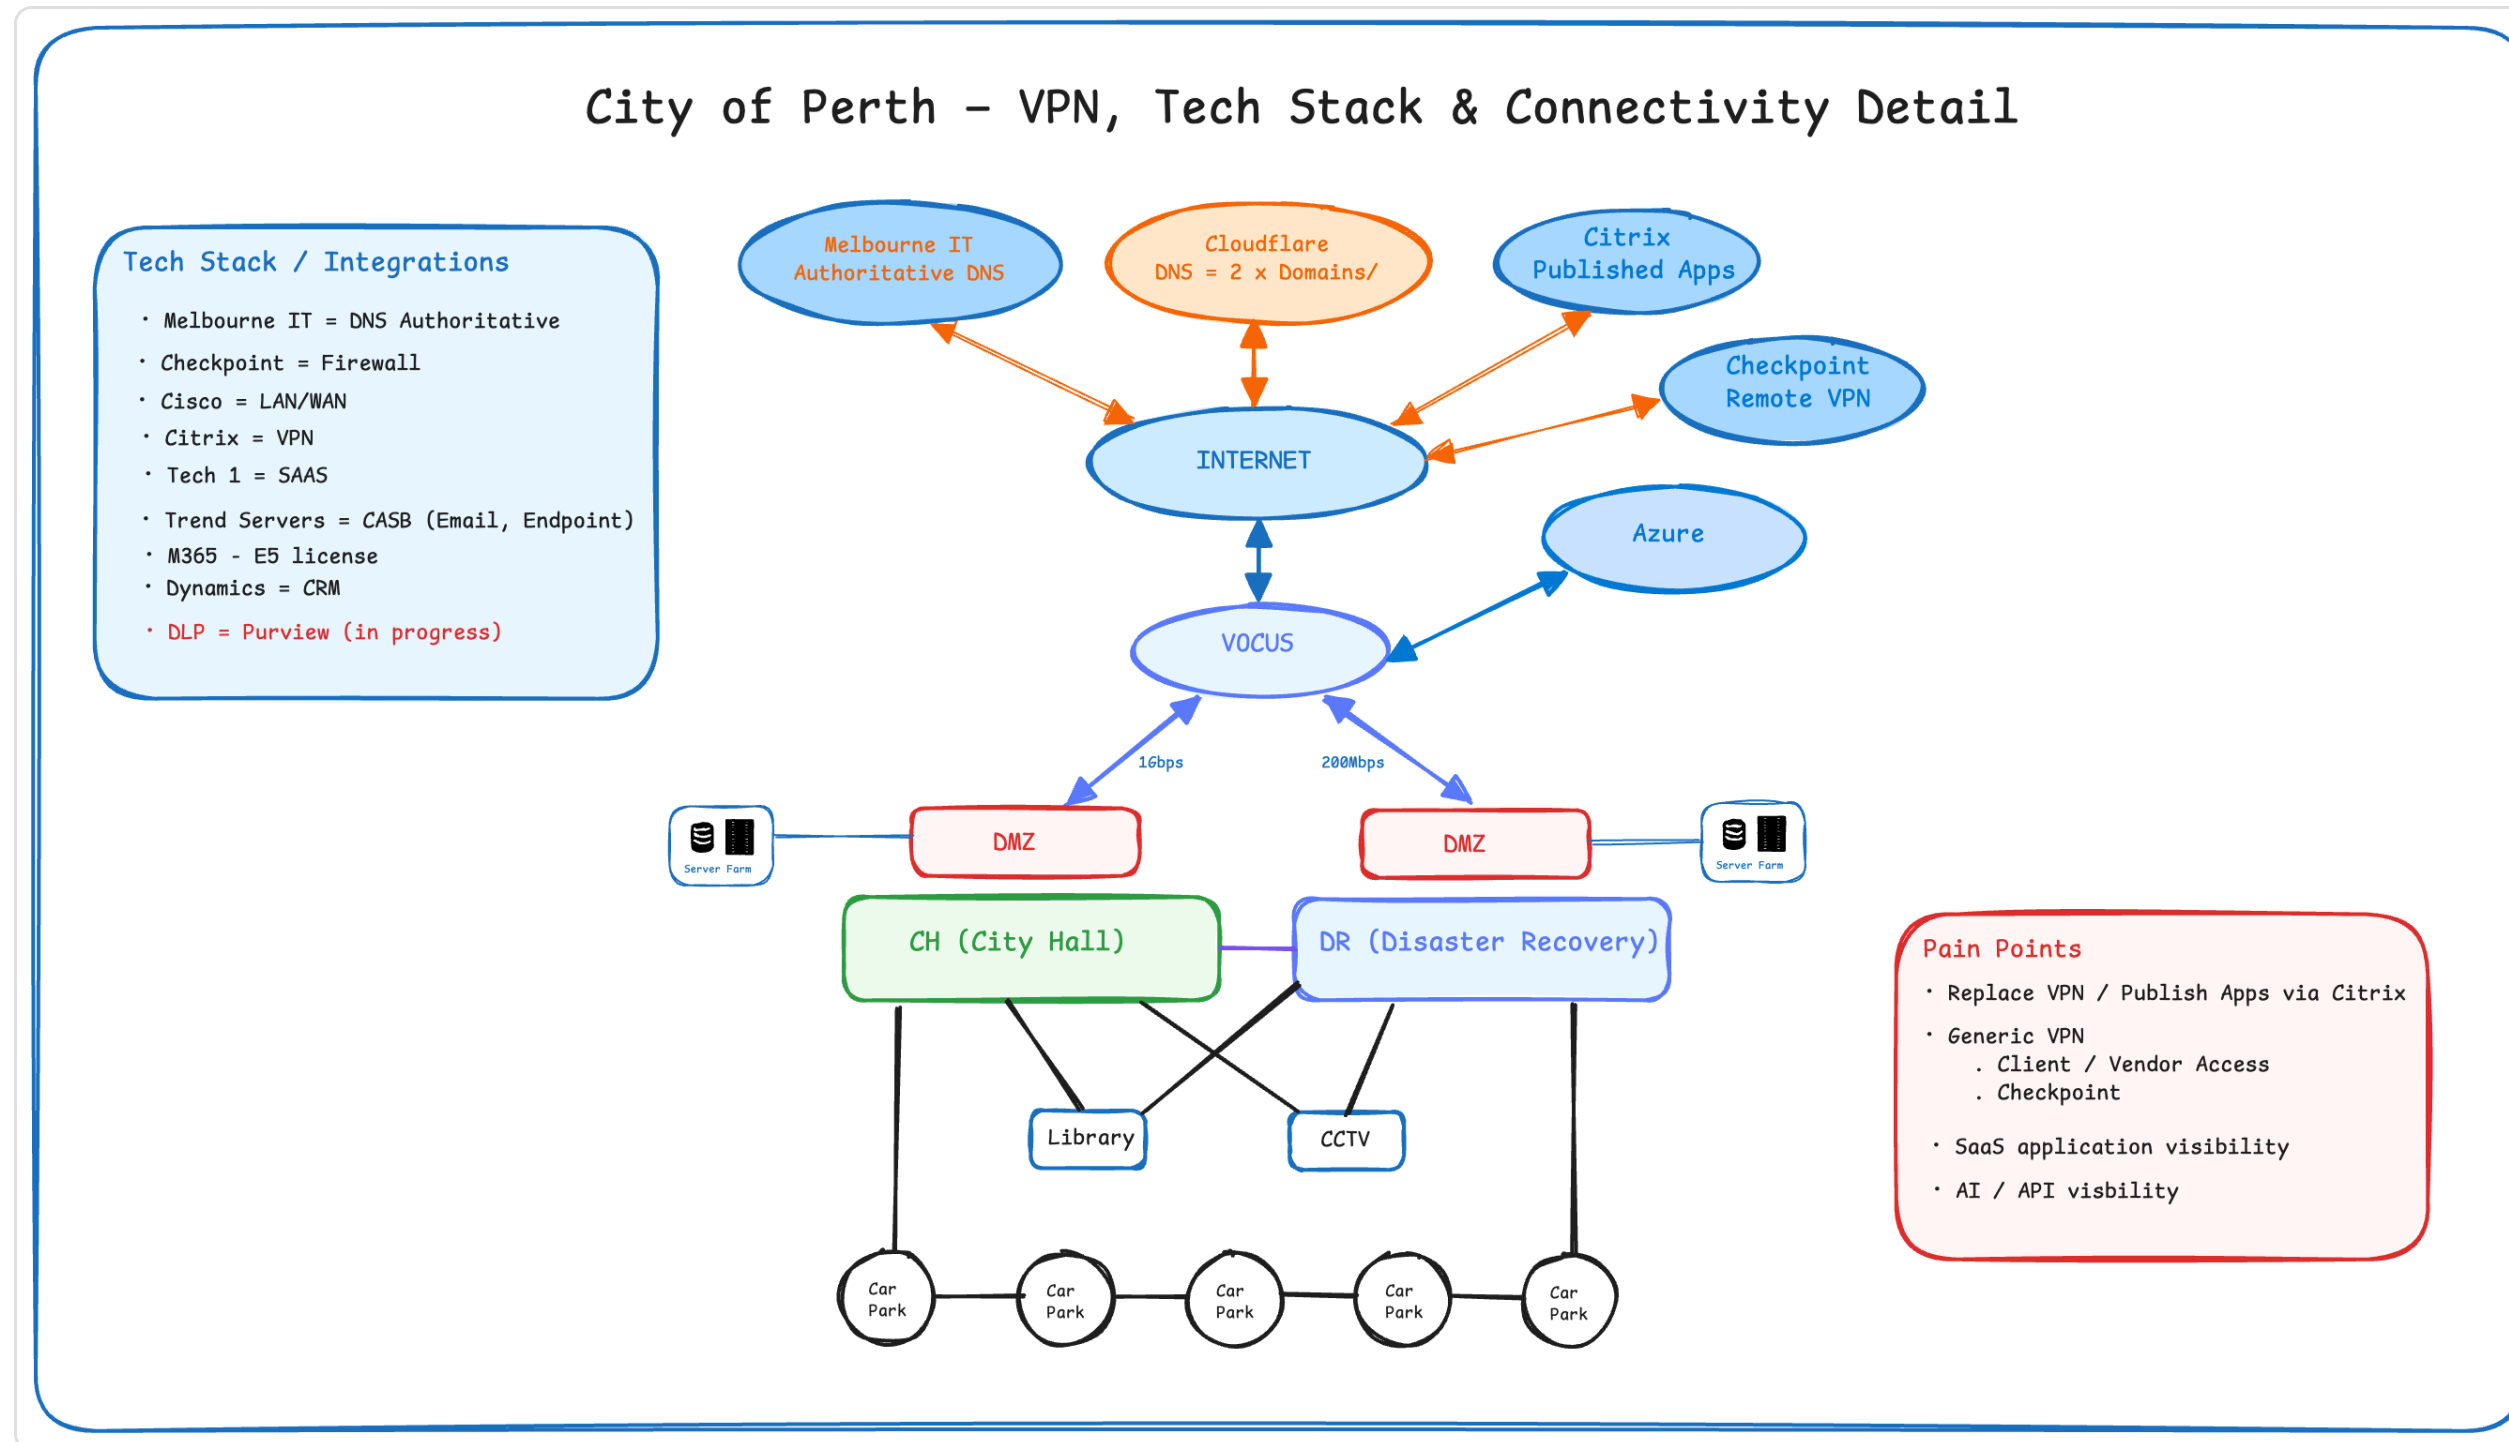 City of Perth – VPN, Tech Stack & Connectivity Detail
Tech Stack / Integrations
• Melbourne IT = DNS Authoritative
• Checkpoint = Firewall
• Cisco = LAN/WAN
• Citrix = VPN
• Tech 1 = SAAS
• Trend Servers = CASB (Email, Endpoint)
• M365 - E5 license
• Dynamics = CRM
• DLP = Purview (in progress)
Melbourne IT
Authoritative DNS
Cloudflare
DNS = 2 x Domains/
Citrix
Published Apps
Checkpoint
Remote VPN
INTERNET
Azure
VOCUS
1Gbps
200Mbps
Server Farm
DMZ
DMZ
Server Farm
CH (City Hall)
DR (Disaster Recovery)
Library
CCTV
Car
Park
Car
Park
Car
Park
Car
Park
Car
Park
Pain Points
• Replace VPN / Publish Apps via Citrix
• Generic VPN
. Client / Vendor Access
. Checkpoint
• SaaS application visibility
• AI / API visbility